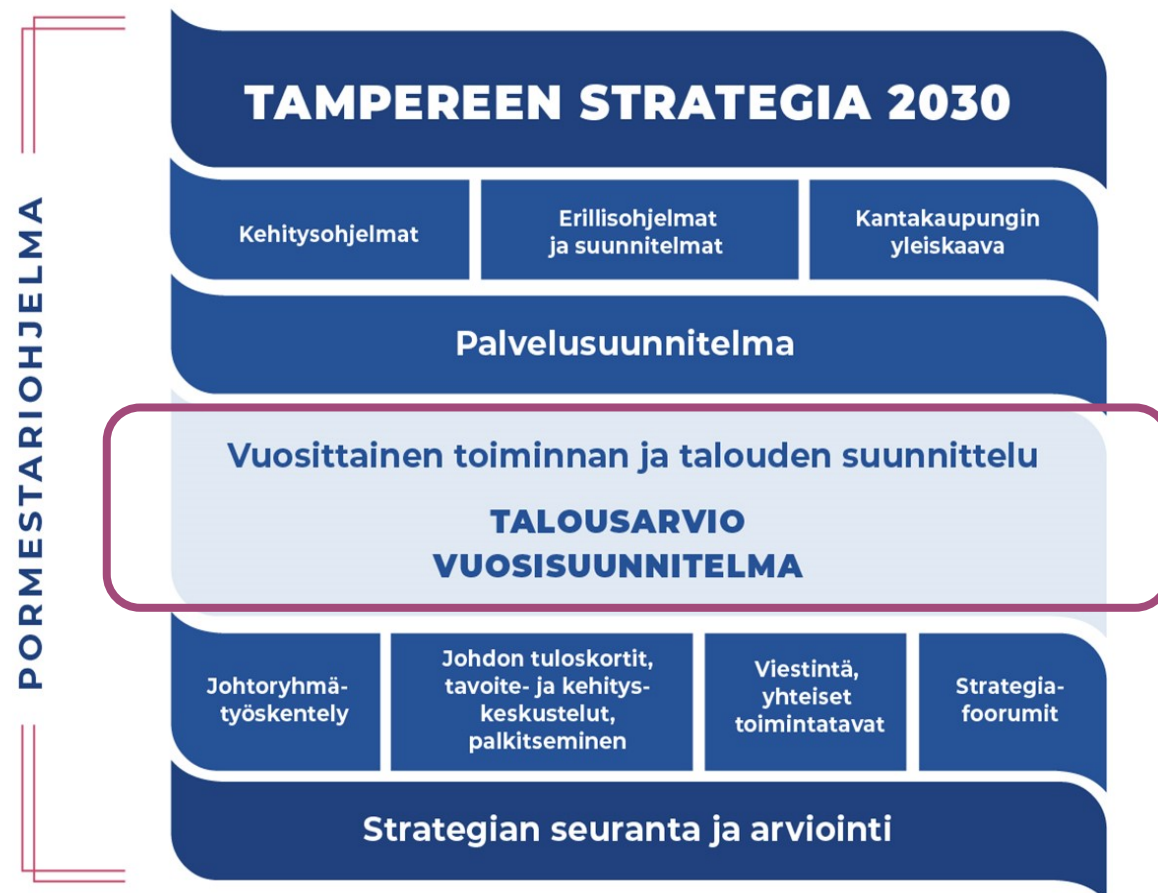 PORMESTARIOHJELMA
TAMPEREEN STRATEGIA 2030
Kehitysohjelmat
Erillisohjelmat
ja suunnitelmat
Kantakaupungin
yleiskaava
Palvelusuunnitelma
Vuosittainen toiminnan ja talouden suunnittelu
TALOUSARVIO
VUOSISUUNNITELMA
Johtoryhmä-
työskentely
Johdon tuloskortit,
tavoite- ja kehitys-
keskustelut,
palkitseminen
Viestintä,
yhteiset
toimintatavat
Strategia-
foorumit
Strategian seuranta ja arviointi